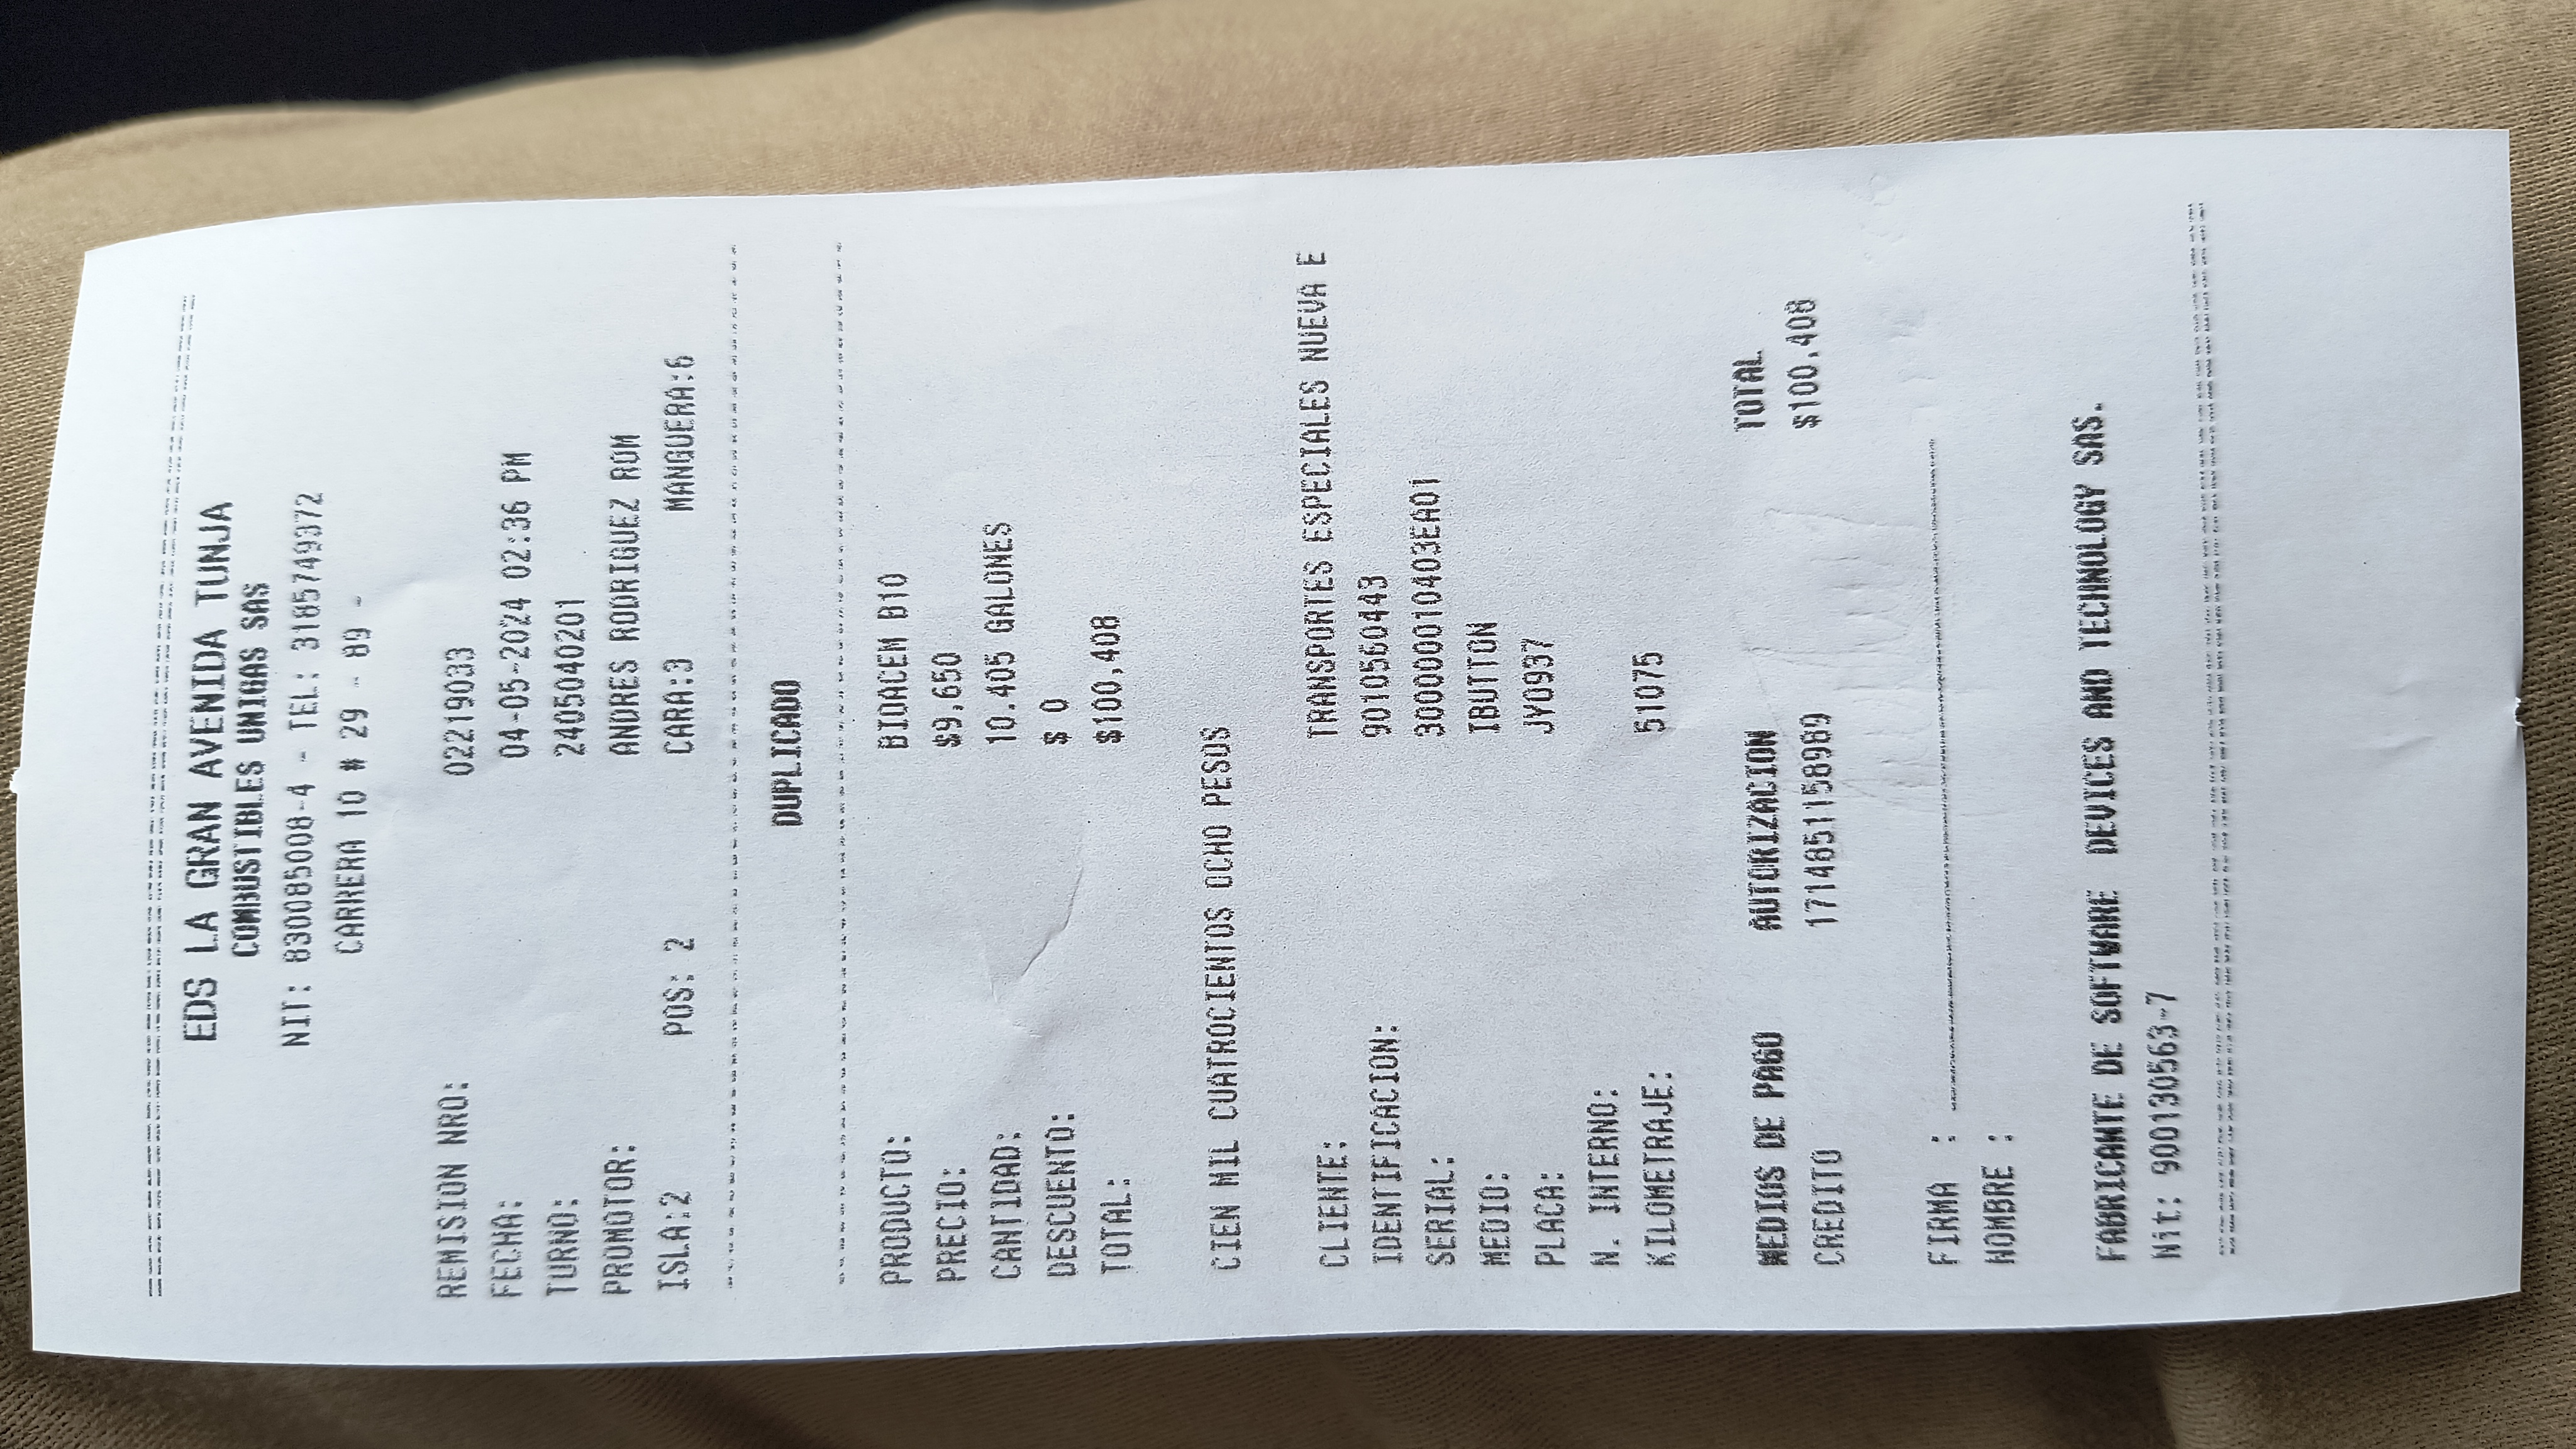 EDS LA GRAN AVENIDA TUNJA
COMBUSTIBLES UNIGAS SAS
NIT: 830085008-4 - TEL: 3185749372
CARRERA 10 # 29 - 89 -
REMISION NRO: 02219033
FECHA: 04-05-2024 02:36 PM
TURNO: 2405040201
PROMOTOR: ANDRES RODRIGUEZ ROM
ISLA:2 POS: 2 CARA:3 MANGUERA:6
DUPLICADO
PRODUCTO: BIOACEM B10
PRECIO: $9,650
CANTIDAD: 10.405 GALONES
DESCUENTO: $ 0
TOTAL: $100,408
CIEN MIL CUATROCIENTOS OCHO PESOS
CLIENTE: TRANSPORTES ESPECIALES NUEVA E
IDENTIFICACION: 9010560443
SERIAL: 3000000010403EA01
MEDIO: IBUTTON
PLACA: JYO937
N. INTERNO:
KILOMETRAJE: 51075
MEDIOS DE PAGO AUTORIZACION TOTAL
CREDITO 1714851158989 $100,408
FIRMA :
NOMBRE :
FABRICANTE DE SOFTWARE DEVICES AND TECHNOLOGY SAS.
Nit: 900130563-7